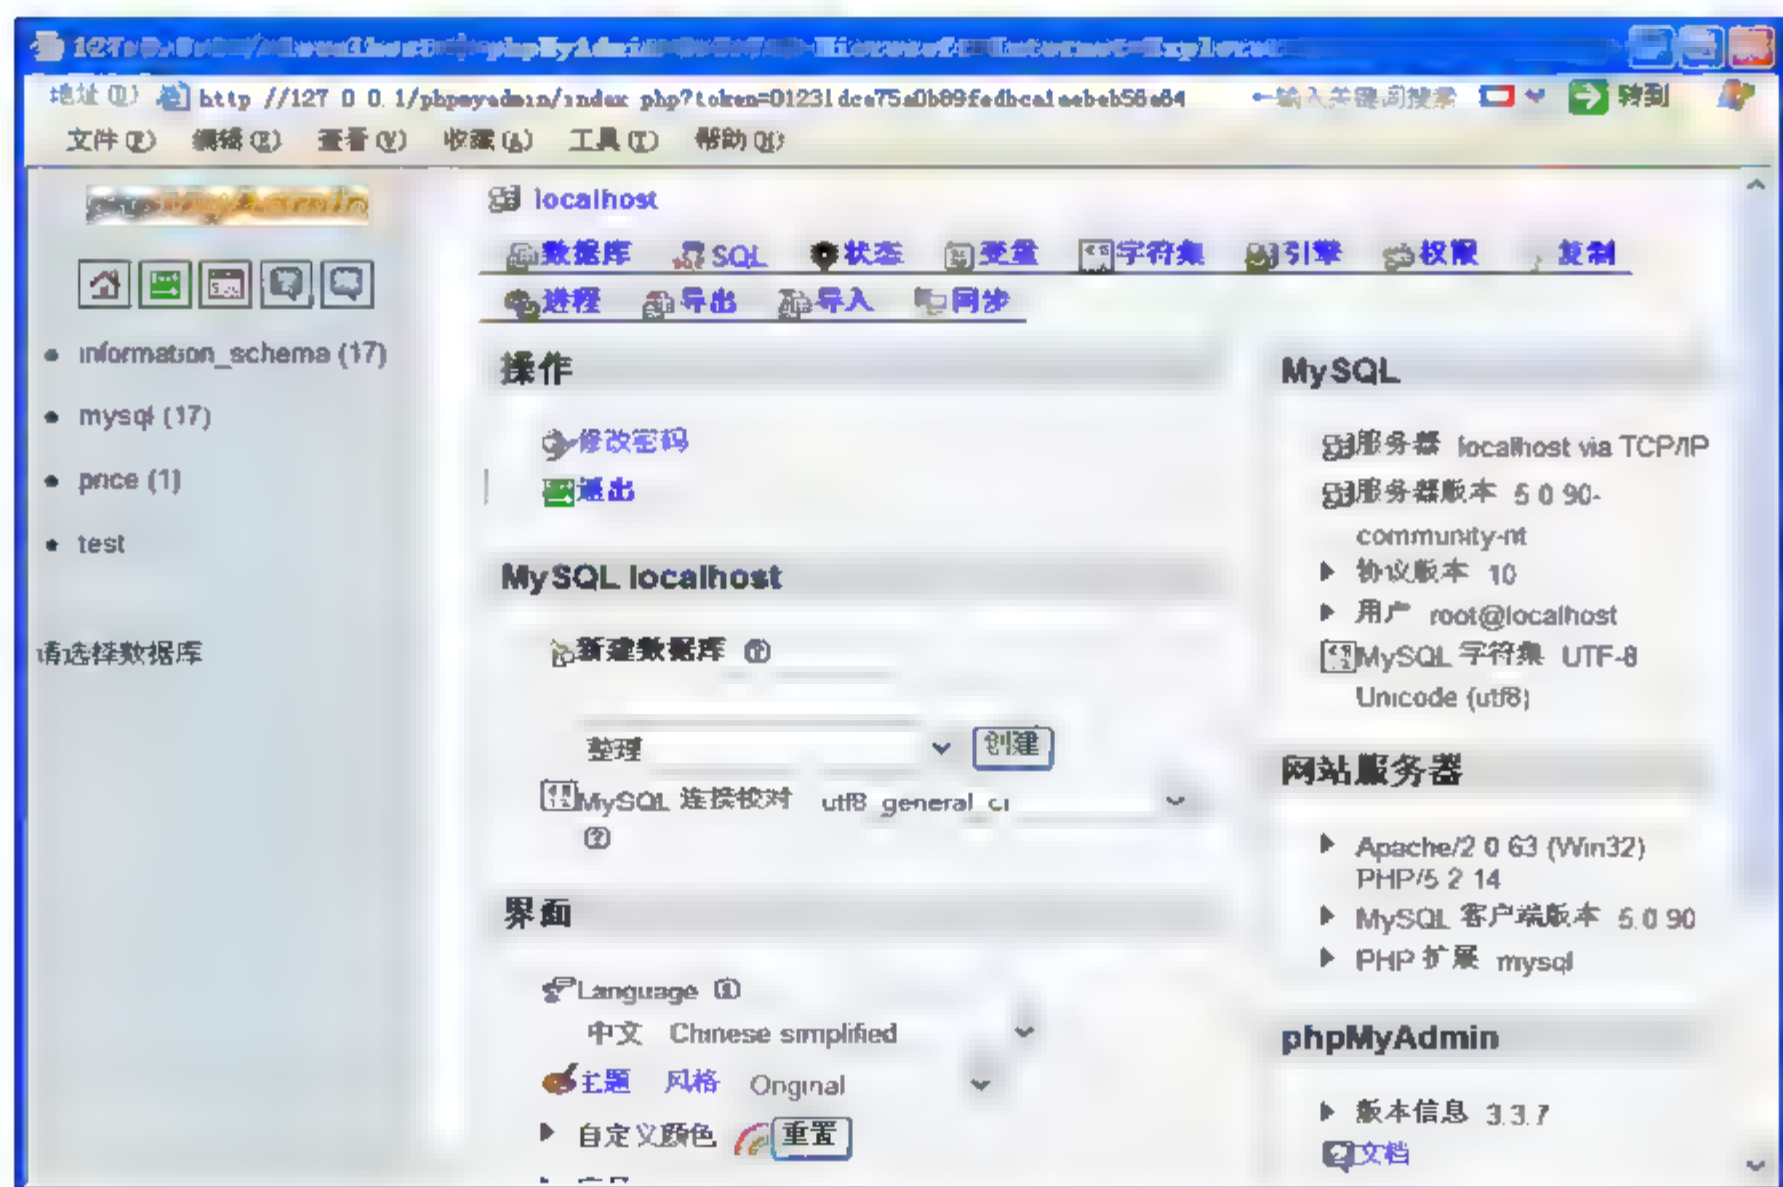 phpMyAdmin
地址(D) http //127 0 0 1/phpmyadmin/index php?token= 输入关键词搜索 转到
文件(F) 编辑(E) 查看(V) 收藏(A) 工具(T) 帮助(H)
localhost
数据库 SQL 状态 变量 字符集 引擎 权限 复制
进程 导出 导入 同步
information_schema (17)
mysql (17)
price (1)
test
请选择数据库
操作
修改密码
退出
MySQL localhost
新建数据库
整理 创建
MySQL 连接校对 utf8_general_ci
界面
Language
中文 Chinese simplified
主题 风格 Original
自定义颜色 重置
MySQL
服务器 localhost via TCP/IP
服务器版本 5 0 90-
community-nt
协议版本 10
用户 root@localhost
MySQL 字符集 UTF-8
Unicode (utf8)
网站服务器
Apache/2 0 63 (Win32)
PHP/5 2 14
MySQL 客户端版本 5.0 90
PHP 扩展 mysql
phpMyAdmin
版本信息 3.3.7
文档